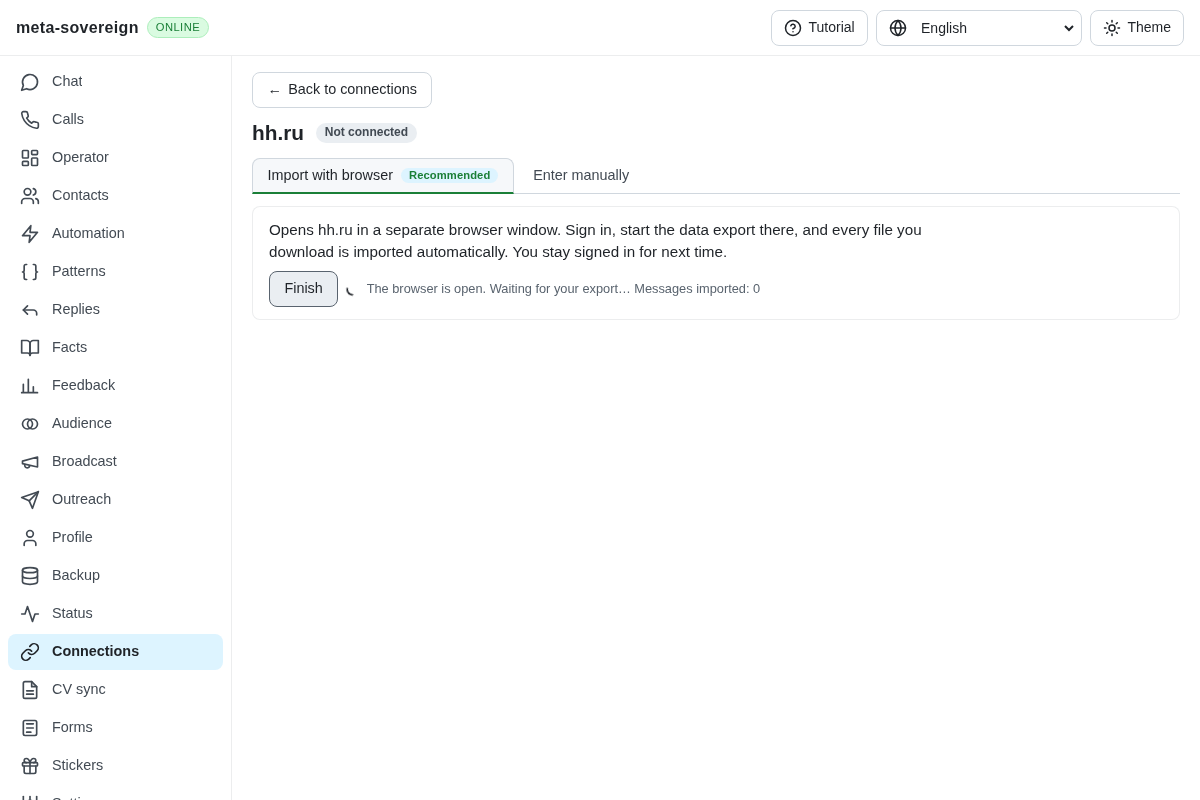 meta-sovereign ONLINE
Tutorial
English
Theme
Chat
Calls
Operator
Contacts
Automation
Patterns
Replies
Facts
Feedback
Audience
Broadcast
Outreach
Profile
Backup
Status
Connections
CV sync
Forms
Stickers
← Back to connections
hh.ru Not connected
Import with browser Recommended
Enter manually
Opens hh.ru in a separate browser window. Sign in, start the data export there, and every file you
download is imported automatically. You stay signed in for next time.
Finish
The browser is open. Waiting for your export… Messages imported: 0